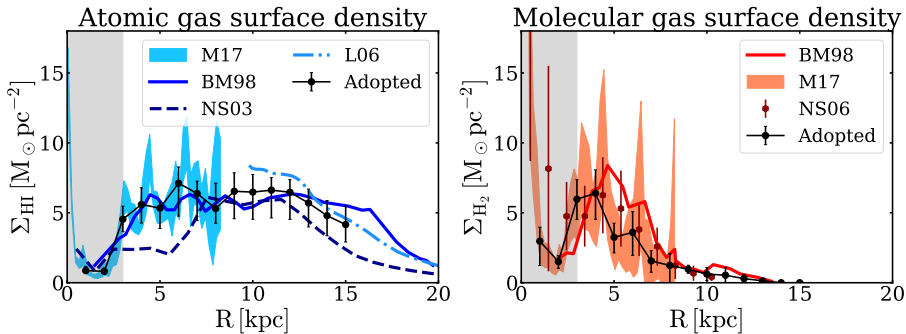 Atomic gas surface density
Σ_HI [M_⊙ pc^−2]
15
10
5
0
M17
BM98
NS03
L06
Adopted
0 5 10 15 20
R [kpc]
Molecular gas surface density
Σ_H₂ [M_⊙ pc^−2]
15
10
5
0
BM98
M17
NS06
Adopted
0 5 10 15 20
R [kpc]